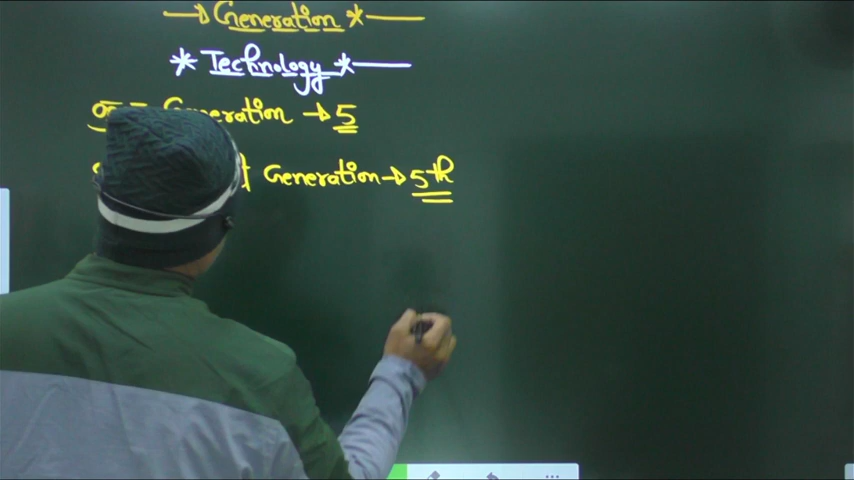 → Generation *
* Technology *
Generation → 5
Generation → 5th